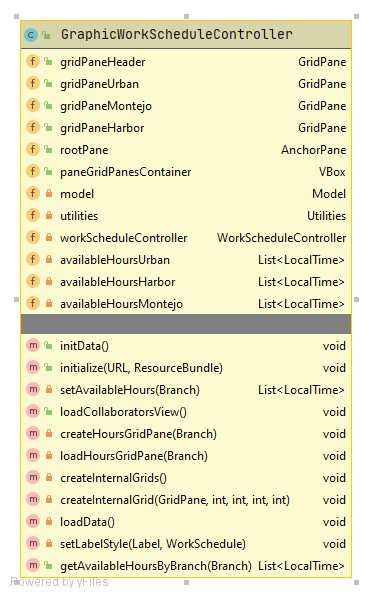 C GraphicWorkScheduleController
f gridPaneHeader GridPane
f gridPaneUrban GridPane
f gridPaneMontejo GridPane
f gridPaneHarbor GridPane
f rootPane AnchorPane
f paneGridPanesContainer VBox
f model Model
f utilities Utilities
f workScheduleController WorkScheduleController
f availableHoursUrban List<LocalTime>
f availableHoursHarbor List<LocalTime>
f availableHoursMontejo List<LocalTime>
m initData() void
m initialize(URL, ResourceBundle) void
m setAvailableHours(Branch) List<LocalTime>
m loadCollaboratorsView() void
m createHoursGridPane(Branch) void
m loadHoursGridPane(Branch) void
m createInternalGrids() void
m createInternalGrid(GridPane, int, int, int, int) void
m loadData() void
m setLabelStyle(Label, WorkSchedule) void
m getAvailableHoursByBranch(Branch) List<LocalTime>
Powered by yFiles